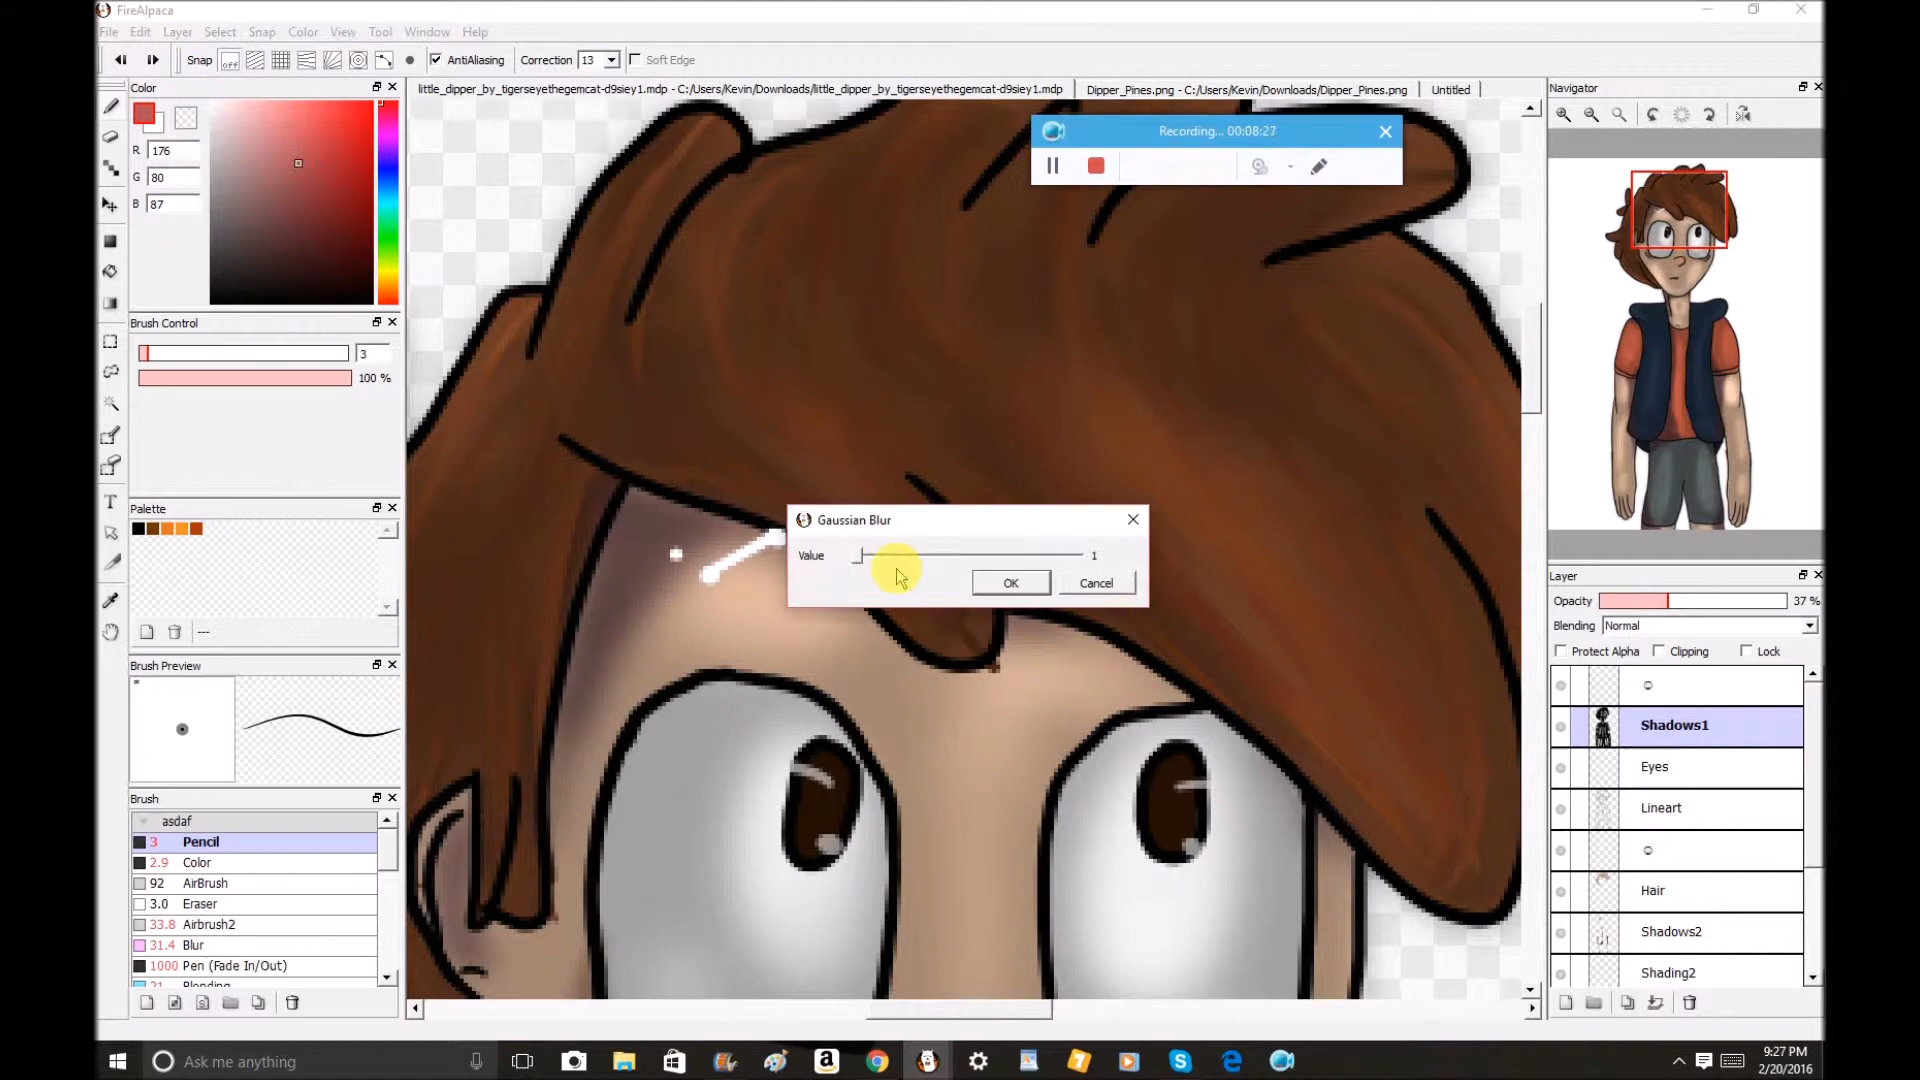 FireAlpaca
File Edit Layer Select Snap Color View Tool Window Help
Snap off AntiAliasing Correction 13 Soft Edge
Color
R 176
G 80
B 87
Brush Control
3
100 %
Palette
---
Brush Preview
Brush
asdaf
3 Pencil
2.9 Color
92 AirBrush
3.0 Eraser
33.8 Airbrush2
31.4 Blur
1000 Pen (Fade In/Out)
21 Blending
little_dipper_by_tigerseyethegemcat-d9siey1.mdp - C:/Users/Kevin/Downloads/little_dipper_by_tigerseyethegemcat-d9siey1.mdp
Dipper_Pines.png - C:/Users/Kevin/Downloads/Dipper_Pines.png
Untitled
Recording... 00:08:27
Gaussian Blur
Value 1
OK Cancel
Navigator
Layer
Opacity 37 %
Blending Normal
Protect Alpha Clipping Lock
Shadows1
Eyes
Lineart
Hair
Shadows2
Shading2
Ask me anything
9:27 PM
2/20/2016